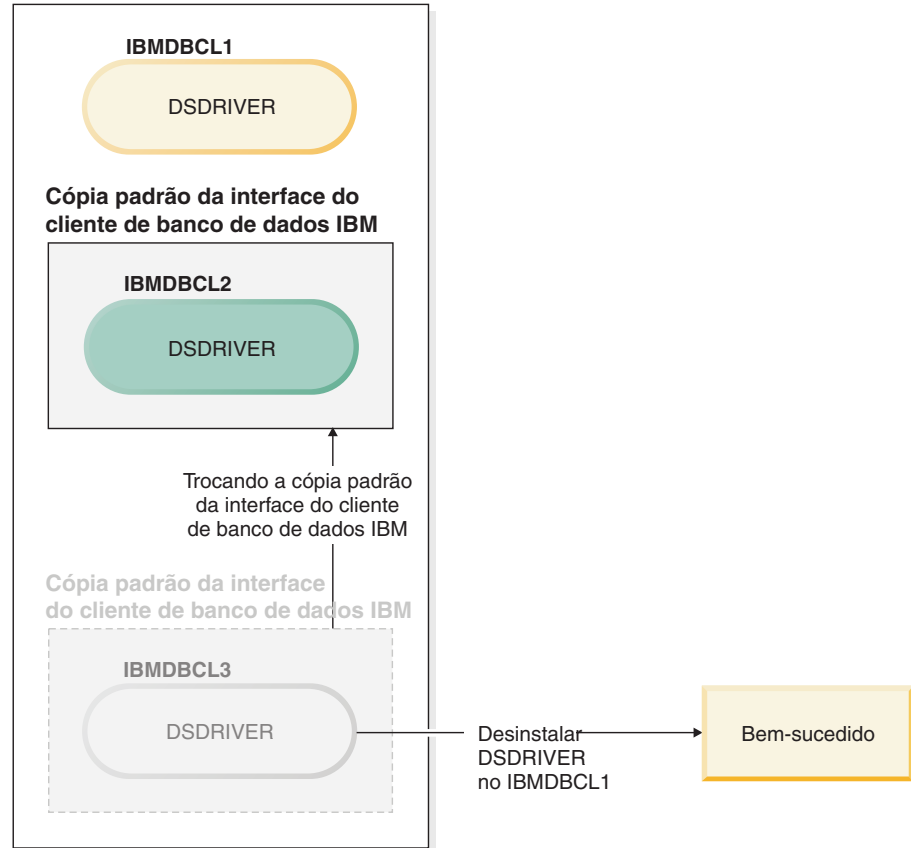 IBMDBCL1
DSDRIVER
Cópia padrão da interface do
cliente de banco de dados IBM
IBMDBCL2
DSDRIVER
Trocando a cópia padrão
da interface do cliente
de banco de dados IBM
Cópia padrão da interface
do cliente de banco de dados IBM
IBMDBCL3
DSDRIVER
Desinstalar
DSDRIVER
no IBMDBCL1
Bem-sucedido